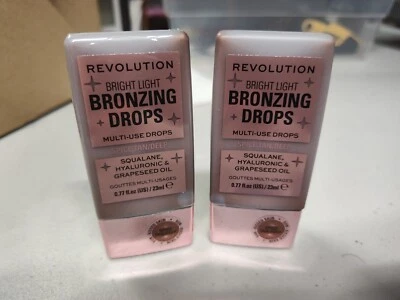 REVOLUTION
BRIGHT LIGHT
BRONZING
DROPS
MULTI-USE DROPS
SQUALANE,
HYALURONIC &
GRAPESEED OIL
GOUTTES MULTI-USAGES
0.77 fl.oz (US) / 23ml ℮
REVOLUTION
BRIGHT LIGHT
BRONZING
DROPS
MULTI-USE DROPS
SQUALANE,
HYALURONIC &
GRAPESEED OIL
GOUTTES MULTI-USAGES
0.77 fl.oz (US) / 23ml ℮